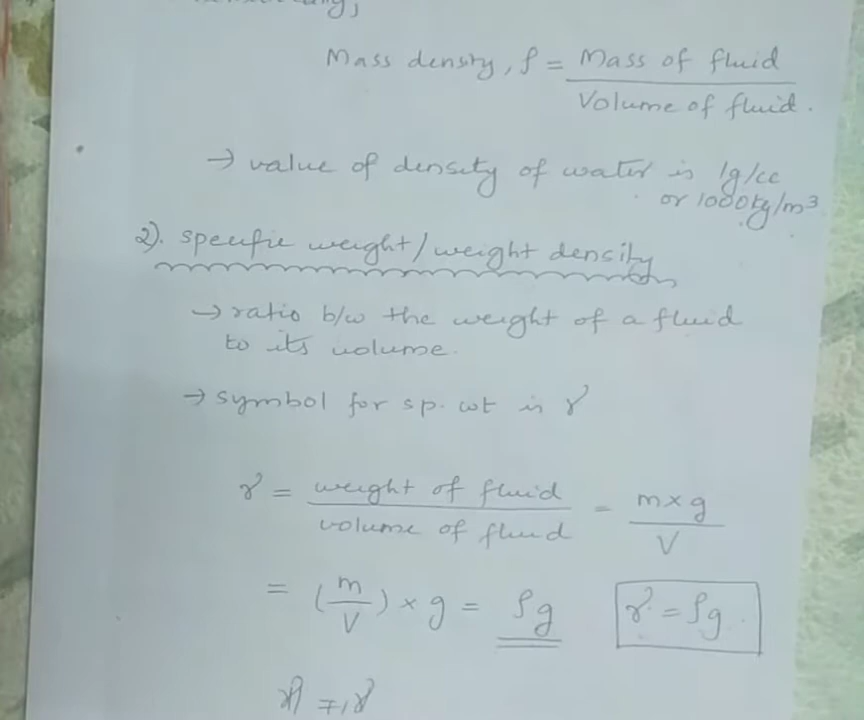 Mass density, ρ = Mass of fluid / Volume of fluid.
→ value of density of water is 1g/cc
or 1000kg/m³
2). specific weight/weight density
→ ratio b/w the weight of a fluid
to its volume.
→ symbol for sp. wt is γ
γ = weight of fluid / volume of fluid = m×g / V
= (m/V) × g = ρg  γ = ρg